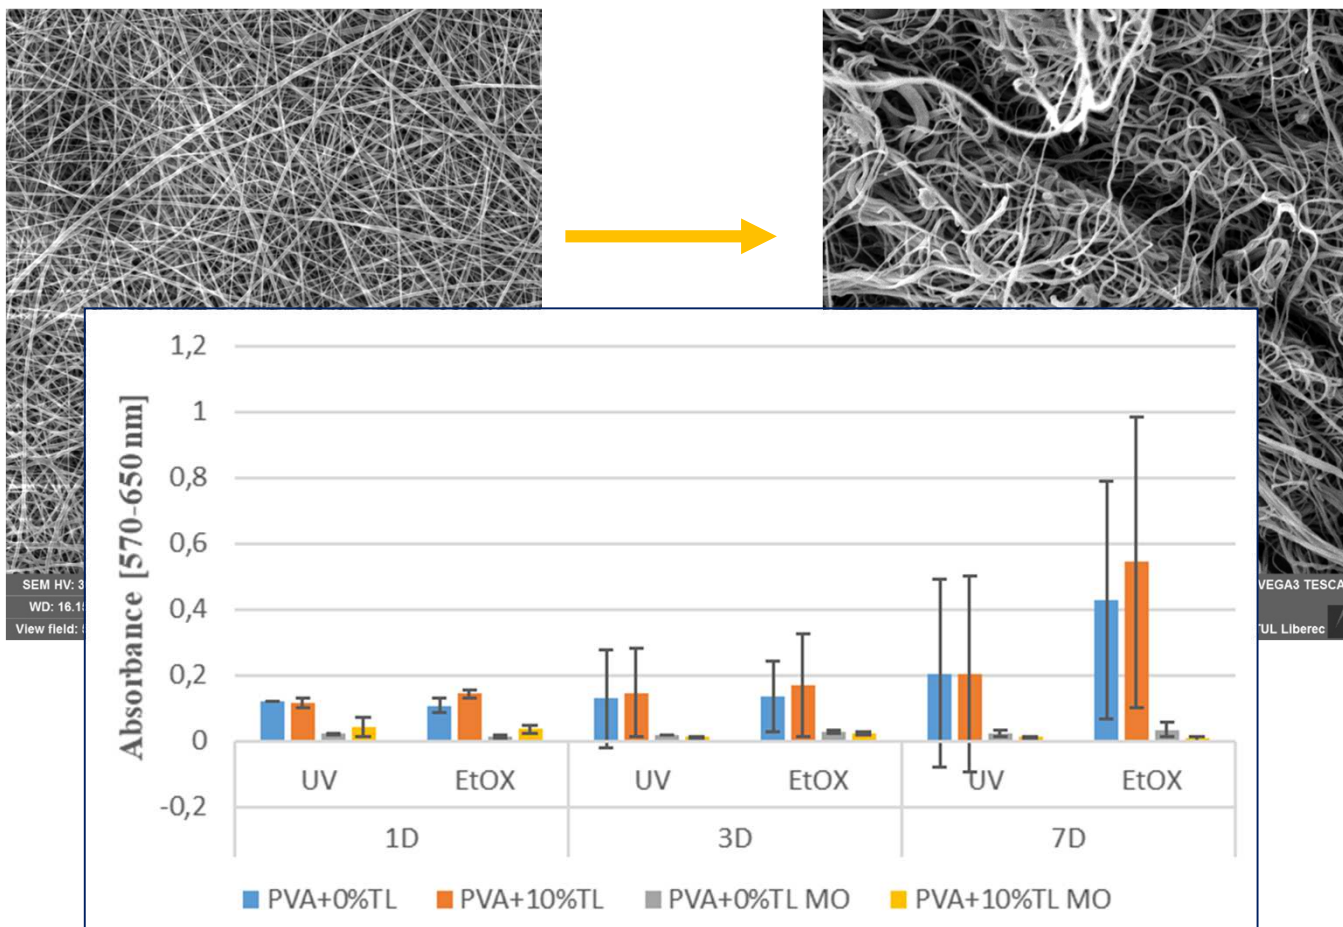 SEM HV: 3
WD: 16.15
View field:
VEGA3 TESCA
TUL Liberec
Absorbance [570-650 nm]
1,2
1
0,8
0,6
0,4
0,2
0
-0,2
UV EtOX UV EtOX UV EtOX
1D 3D 7D
PVA+0%TL PVA+10%TL PVA+0%TL MO PVA+10%TL MO